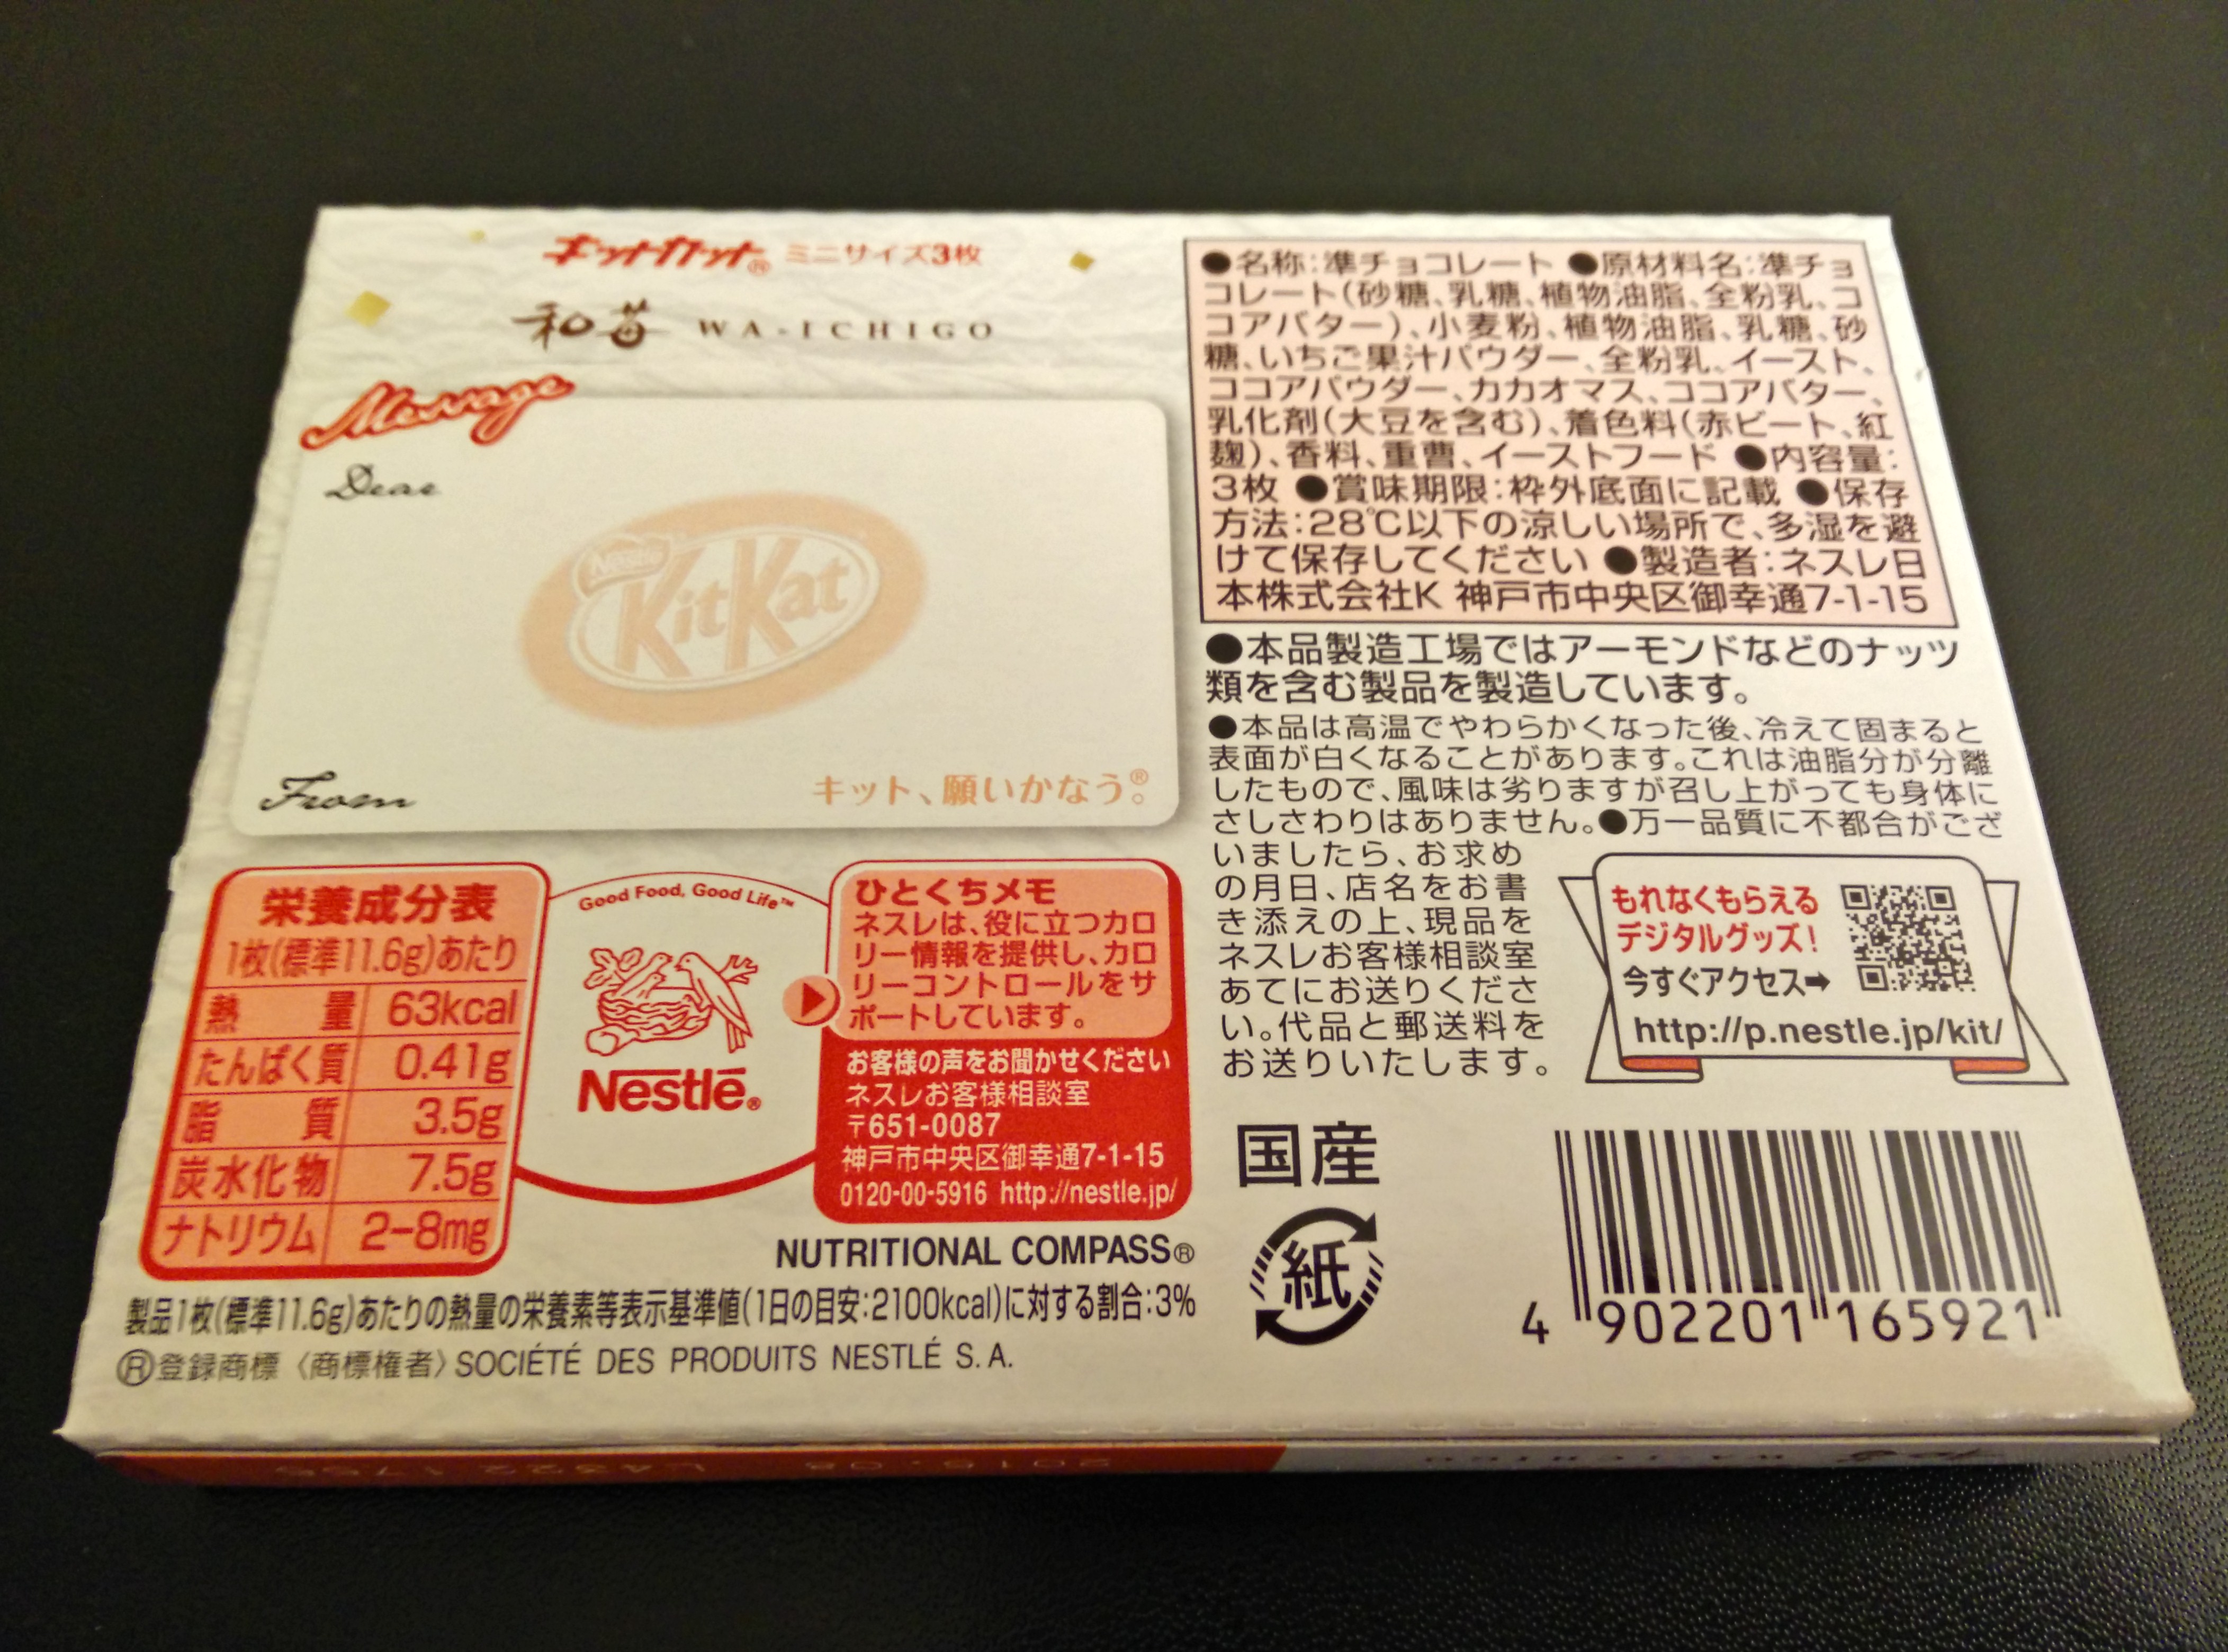 キットカット® ミニサイズ3枚
和苺 WA-ICHIGO
Message
Dear
Nestlé
KitKat
キット、願いかなう。®
From
栄養成分表
1枚(標準11.6g)あたり
熱量 63kcal
たんぱく質 0.41g
脂質 3.5g
炭水化物 7.5g
ナトリウム 2-8mg
Good Food, Good Life™
Nestlé®
ひとくちメモ
ネスレは、役に立つカロ
リー情報を提供し、カロ
リーコントロールをサ
ポートしています。
お客様の声をお聞かせください
ネスレお客様相談室
〒651-0087
神戸市中央区御幸通7-1-15
0120-00-5916 http://nestle.jp/
NUTRITIONAL COMPASS®
製品1枚(標準11.6g)あたりの熱量の栄養素等表示基準値(1日の目安:2100kcal)に対する割合:3%
®登録商標〈商標権者〉SOCIÉTÉ DES PRODUITS NESTLÉ S.A.
●名称:準チョコレート ●原材料名:準チョ
コレート(砂糖、乳糖、植物油脂、全粉乳、コ
コアバター)、小麦粉、植物油脂、乳糖、砂
糖、いちご果汁パウダー、全粉乳、イースト、
ココアパウダー、カカオマス、ココアバター、
乳化剤(大豆を含む)、着色料(赤ビート、紅
麹)、香料、重曹、イーストフード ●内容量:
3枚 ●賞味期限:枠外底面に記載 ●保存
方法:28℃以下の涼しい場所で、多湿を避
けて保存してください ●製造者:ネスレ日
本株式会社K 神戸市中央区御幸通7-1-15
●本品製造工場ではアーモンドなどのナッツ
類を含む製品を製造しています。
●本品は高温でやわらかくなった後、冷えて固まると
表面が白くなることがあります。これは油脂分が分離
したもので、風味は劣りますが召し上がっても身体に
さしさわりはありません。●万一品質に不都合がござ
いましたら、お求め
の月日、店名をお書
き添えの上、現品を
ネスレお客様相談室
あてにお送りくださ
い。代品と郵送料を
お送りいたします。
もれなくもらえる
デジタルグッズ!
今すぐアクセス➡
http://p.nestle.jp/kit/
国産
紙
4 902201 165921
和苺 WA-ICHIGO